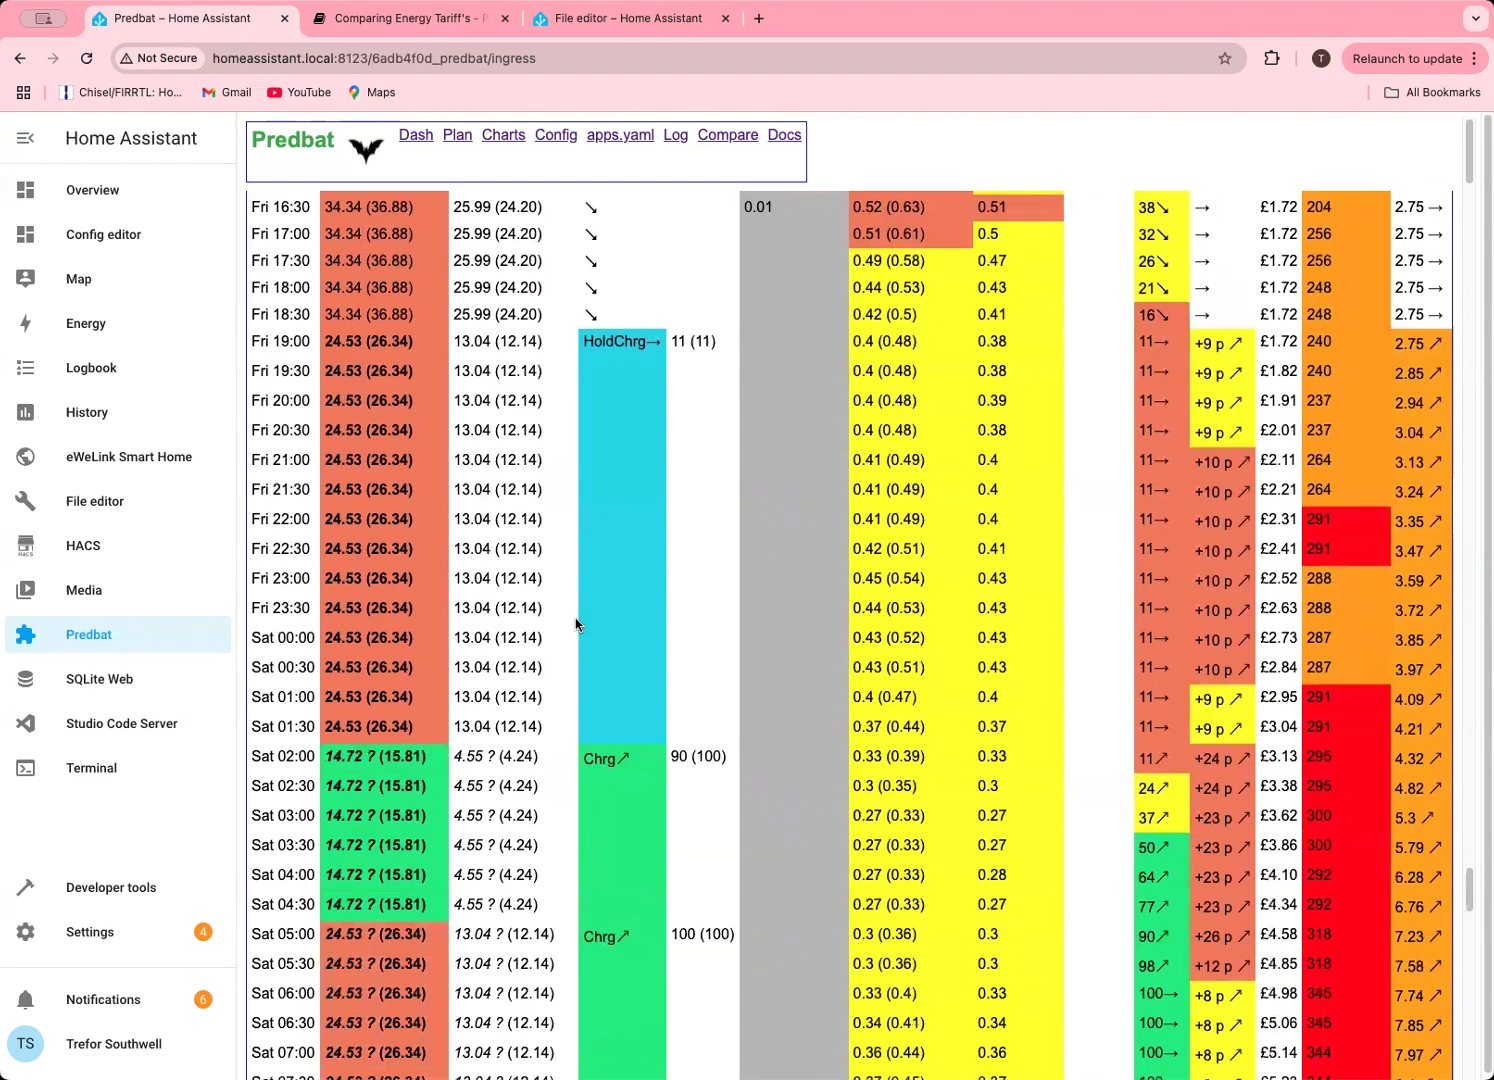 Predbat – Home Assistant
Comparing Energy Tariff's - P
File editor – Home Assistant
Not Secure
homeassistant.local:8123/6adb4f0d_predbat/ingress
T
Relaunch to update
Chisel/FIRRTL: Ho...
Gmail
YouTube
Maps
All Bookmarks
Home Assistant
Overview
Config editor
Map
Energy
Logbook
History
eWeLink Smart Home
File editor
HACS
HACS
Media
Predbat
SQLite Web
Studio Code Server
Terminal
Developer tools
Settings 4
Notifications 6
TS Trefor Southwell
Predbat Dash Plan Charts Config apps.yaml Log Compare Docs
Fri 16:30 34.34 (36.88) 25.99 (24.20) ↘ 0.01 0.52 (0.63) 0.51 38↘ → £1.72 204 2.75 →
Fri 17:00 34.34 (36.88) 25.99 (24.20) ↘ 0.51 (0.61) 0.5 32↘ → £1.72 256 2.75 →
Fri 17:30 34.34 (36.88) 25.99 (24.20) ↘ 0.49 (0.58) 0.47 26↘ → £1.72 256 2.75 →
Fri 18:00 34.34 (36.88) 25.99 (24.20) ↘ 0.44 (0.53) 0.43 21↘ → £1.72 248 2.75 →
Fri 18:30 34.34 (36.88) 25.99 (24.20) ↘ 0.42 (0.5) 0.41 16↘ → £1.72 248 2.75 →
Fri 19:00 24.53 (26.34) 13.04 (12.14) HoldChrg→ 11 (11) 0.4 (0.48) 0.38 11→ +9 p ↗ £1.72 240 2.75 ↗
Fri 19:30 24.53 (26.34) 13.04 (12.14) 0.4 (0.48) 0.38 11→ +9 p ↗ £1.82 240 2.85 ↗
Fri 20:00 24.53 (26.34) 13.04 (12.14) 0.4 (0.48) 0.39 11→ +9 p ↗ £1.91 237 2.94 ↗
Fri 20:30 24.53 (26.34) 13.04 (12.14) 0.4 (0.48) 0.38 11→ +9 p ↗ £2.01 237 3.04 ↗
Fri 21:00 24.53 (26.34) 13.04 (12.14) 0.41 (0.49) 0.4 11→ +10 p ↗ £2.11 264 3.13 ↗
Fri 21:30 24.53 (26.34) 13.04 (12.14) 0.41 (0.49) 0.4 11→ +10 p ↗ £2.21 264 3.24 ↗
Fri 22:00 24.53 (26.34) 13.04 (12.14) 0.41 (0.49) 0.4 11→ +10 p ↗ £2.31 291 3.35 ↗
Fri 22:30 24.53 (26.34) 13.04 (12.14) 0.42 (0.51) 0.41 11→ +10 p ↗ £2.41 291 3.47 ↗
Fri 23:00 24.53 (26.34) 13.04 (12.14) 0.45 (0.54) 0.43 11→ +10 p ↗ £2.52 288 3.59 ↗
Fri 23:30 24.53 (26.34) 13.04 (12.14) 0.44 (0.53) 0.43 11→ +10 p ↗ £2.63 288 3.72 ↗
Sat 00:00 24.53 (26.34) 13.04 (12.14) 0.43 (0.52) 0.43 11→ +10 p ↗ £2.73 287 3.85 ↗
Sat 00:30 24.53 (26.34) 13.04 (12.14) 0.43 (0.51) 0.43 11→ +10 p ↗ £2.84 287 3.97 ↗
Sat 01:00 24.53 (26.34) 13.04 (12.14) 0.4 (0.47) 0.4 11→ +9 p ↗ £2.95 291 4.09 ↗
Sat 01:30 24.53 (26.34) 13.04 (12.14) 0.37 (0.44) 0.37 11→ +9 p ↗ £3.04 291 4.21 ↗
Sat 02:00 14.72 ? (15.81) 4.55 ? (4.24) Chrg↗ 90 (100) 0.33 (0.39) 0.33 11↗ +24 p ↗ £3.13 295 4.32 ↗
Sat 02:30 14.72 ? (15.81) 4.55 ? (4.24) 0.3 (0.35) 0.3 24↗ +24 p ↗ £3.38 295 4.82 ↗
Sat 03:00 14.72 ? (15.81) 4.55 ? (4.24) 0.27 (0.33) 0.27 37↗ +23 p ↗ £3.62 300 5.3 ↗
Sat 03:30 14.72 ? (15.81) 4.55 ? (4.24) 0.27 (0.33) 0.27 50↗ +23 p ↗ £3.86 300 5.79 ↗
Sat 04:00 14.72 ? (15.81) 4.55 ? (4.24) 0.27 (0.33) 0.28 64↗ +23 p ↗ £4.10 292 6.28 ↗
Sat 04:30 14.72 ? (15.81) 4.55 ? (4.24) 0.27 (0.33) 0.27 77↗ +23 p ↗ £4.34 292 6.76 ↗
Sat 05:00 24.53 ? (26.34) 13.04 ? (12.14) Chrg↗ 100 (100) 0.3 (0.36) 0.3 90↗ +26 p ↗ £4.58 318 7.23 ↗
Sat 05:30 24.53 ? (26.34) 13.04 ? (12.14) 0.3 (0.36) 0.3 98↗ +12 p ↗ £4.85 318 7.58 ↗
Sat 06:00 24.53 ? (26.34) 13.04 ? (12.14) 0.33 (0.4) 0.33 100→ +8 p ↗ £4.98 345 7.74 ↗
Sat 06:30 24.53 ? (26.34) 13.04 ? (12.14) 0.34 (0.41) 0.34 100→ +8 p ↗ £5.06 345 7.85 ↗
Sat 07:00 24.53 ? (26.34) 13.04 ? (12.14) 0.36 (0.44) 0.36 100→ +8 p ↗ £5.14 344 7.97 ↗